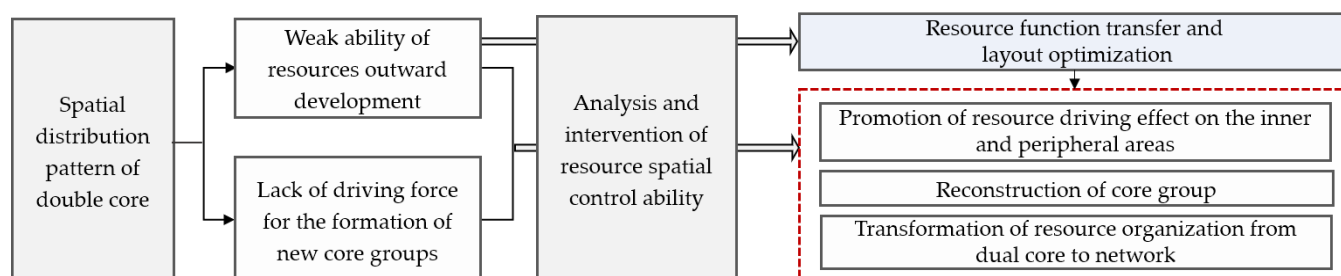 Spatial
distribution
pattern of
double core
Weak ability of
resources outward
development
Lack of driving force
for the formation of
new core groups
Analysis and
intervention of
resource spatial
control ability
Resource function transfer and
layout optimization
Promotion of resource driving effect on the inner
and peripheral areas
Reconstruction of core group
Transformation of resource organization from
dual core to network